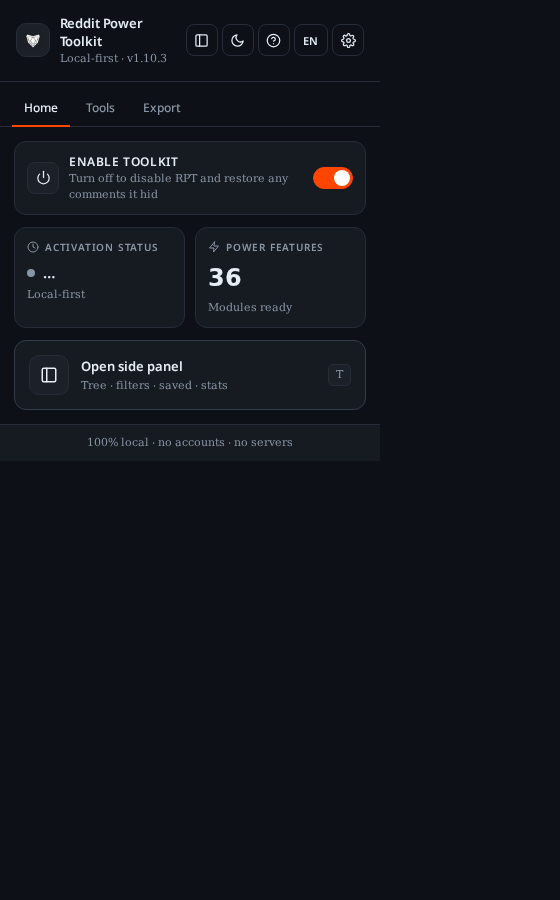 Reddit Power
Toolkit
Local-first · v1.10.3
EN
Home
Tools
Export
ENABLE TOOLKIT
Turn off to disable RPT and restore any
comments it hid
ACTIVATION STATUS
...
Local-first
POWER FEATURES
36
Modules ready
Open side panel
Tree · filters · saved · stats
T
100% local · no accounts · no servers